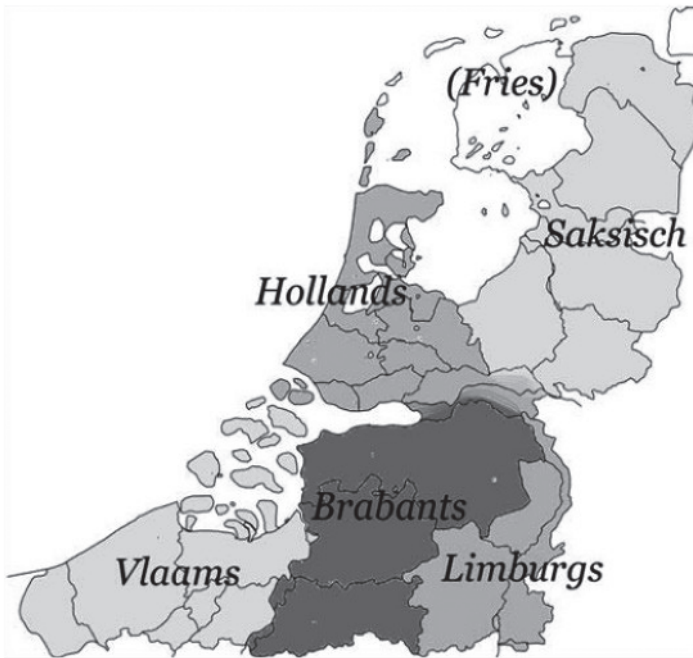 (Fries)
Saksisch
Hollands
Brabants
Vlaams
Limburgs